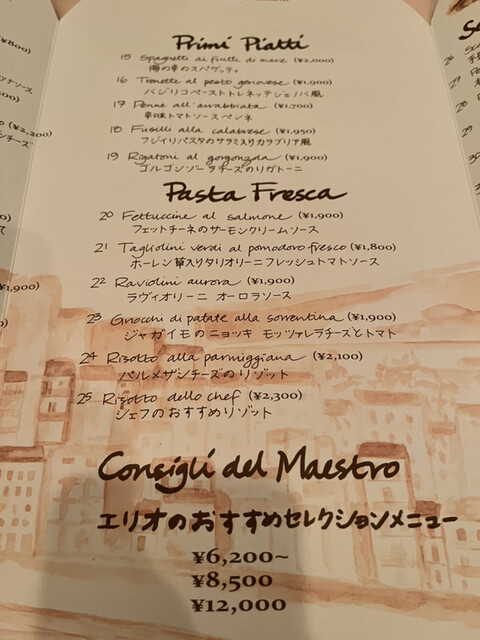 Primi Piatti
15 Spaghetti ai frutti di mare (¥2,000)
海の幸のスパゲッティ
16 Trenette al pesto genovese (¥1,900)
バジリコペーストトレネッテジェノバ風
17 Penne all'arrabbiata (¥1,700)
辛味トマトソースペンネ
18 Fusilli alla calabrese (¥1,950)
フジイリパスタのサラミ入りカラブリア風
19 Rigatoni al gorgonzola (¥1,900)
ゴルゴンゾーラチーズのリガトーニ
Pasta Fresca
20 Fettuccine al salmone (¥1,900)
フェットチーネのサーモンクリームソース
21 Tagliolini verdi al pomodoro fresco (¥1,800)
ホーレン草入りタリオリーニフレッシュトマトソース
22 Raviolini aurora (¥1,900)
ラヴィオリーニ オーロラソース
23 Gnocchi di patate alla sorrentina (¥1,900)
ジャガイモのニョッキ モッツァレラチーズとトマト
24 Risotto alla parmiggiana (¥2,100)
パルメザンチーズのリゾット
25 Risotto dello chef (¥2,300)
シェフのおすすめリゾット
Consigli del Maestro
エリオのおすすめセレクションメニュー
¥6,200~
¥8,500
¥12,000